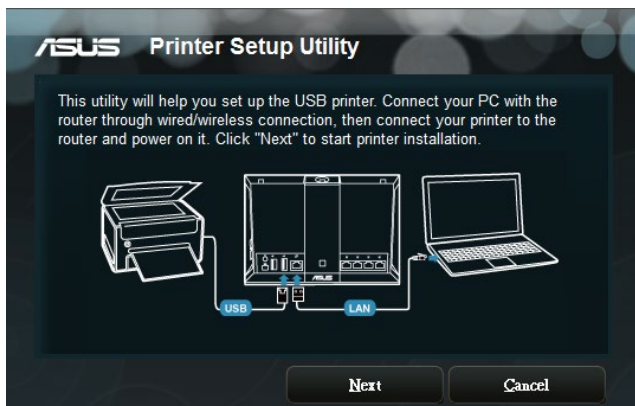 ASUS Printer Setup Utility
This utility will help you set up the USB printer. Connect your PC with the
router through wired/wireless connection, then connect your printer to the
router and power on it. Click "Next" to start printer installation.
ASUS
USB
LAN
Next Cancel